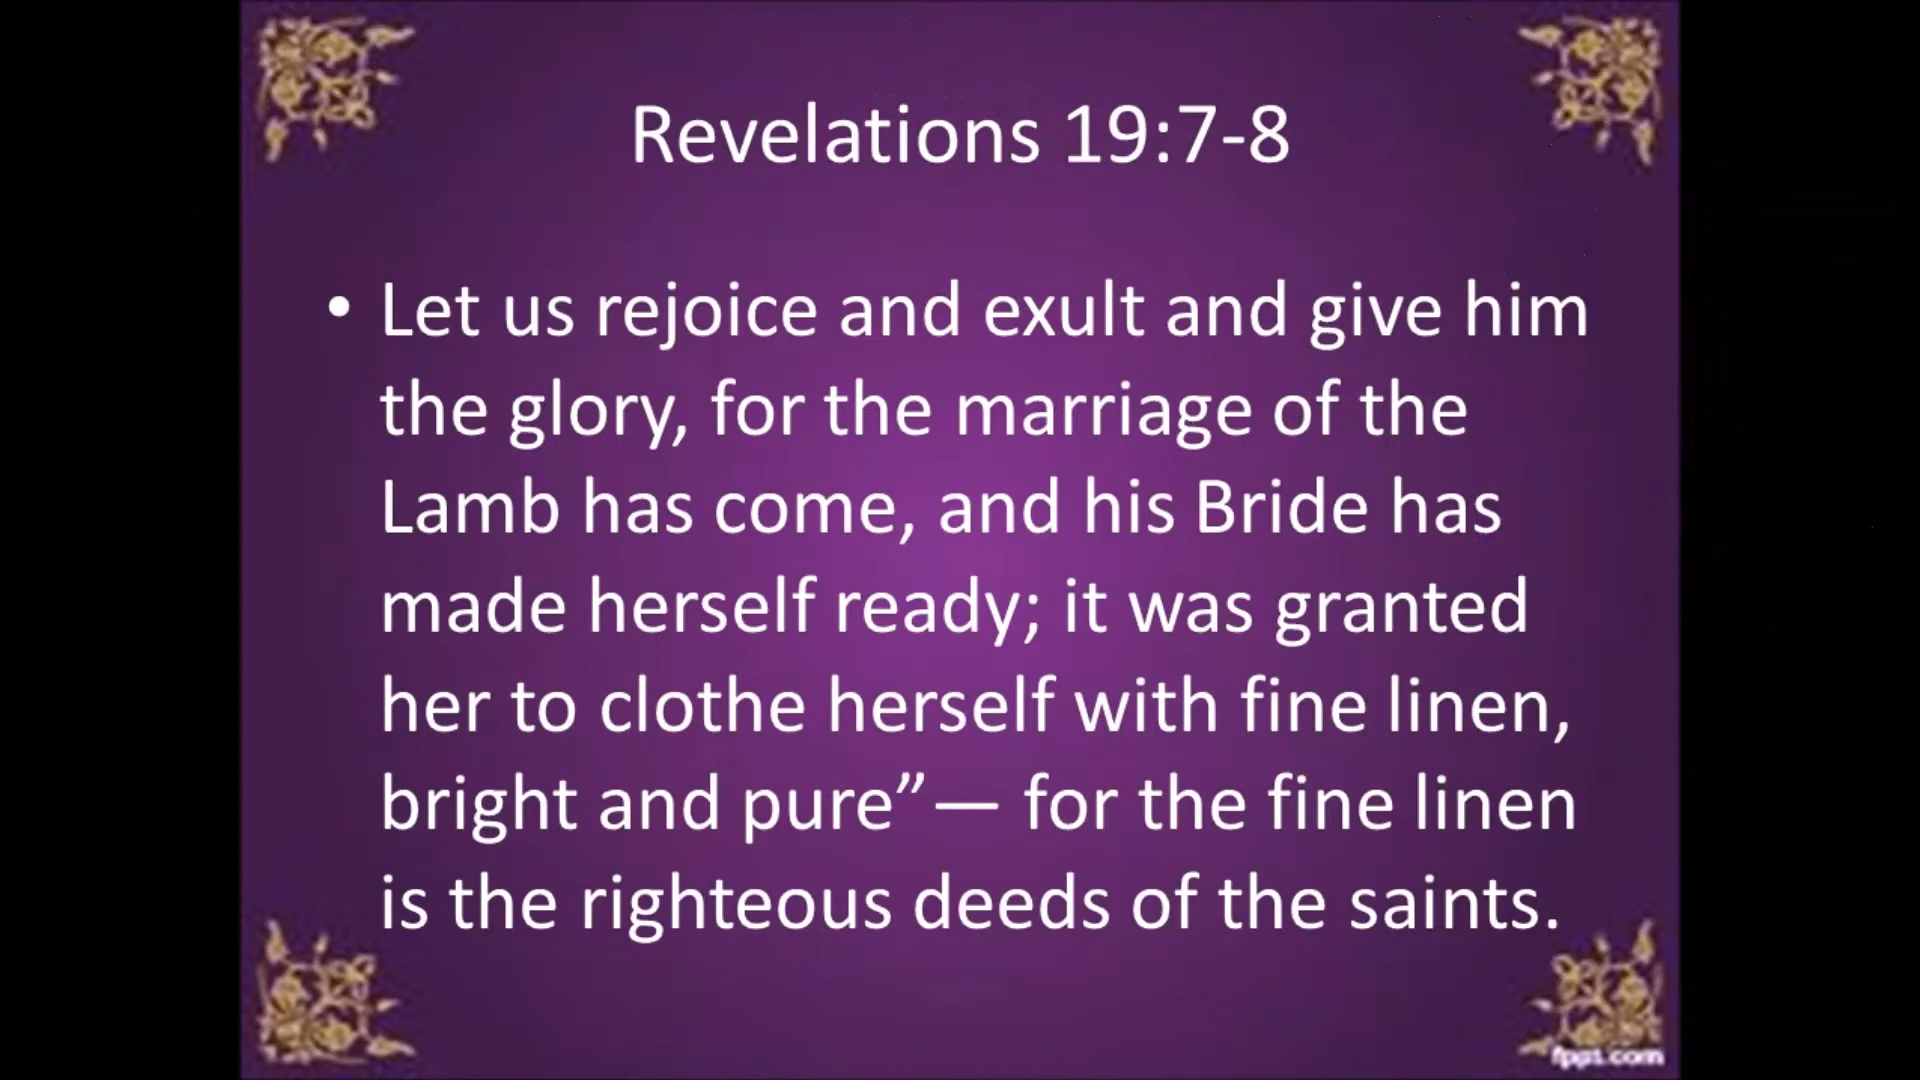 Revelations 19:7-8
• Let us rejoice and exult and give him
the glory, for the marriage of the
Lamb has come, and his Bride has
made herself ready; it was granted
her to clothe herself with fine linen,
bright and pure”— for the fine linen
is the righteous deeds of the saints.
fppt.com